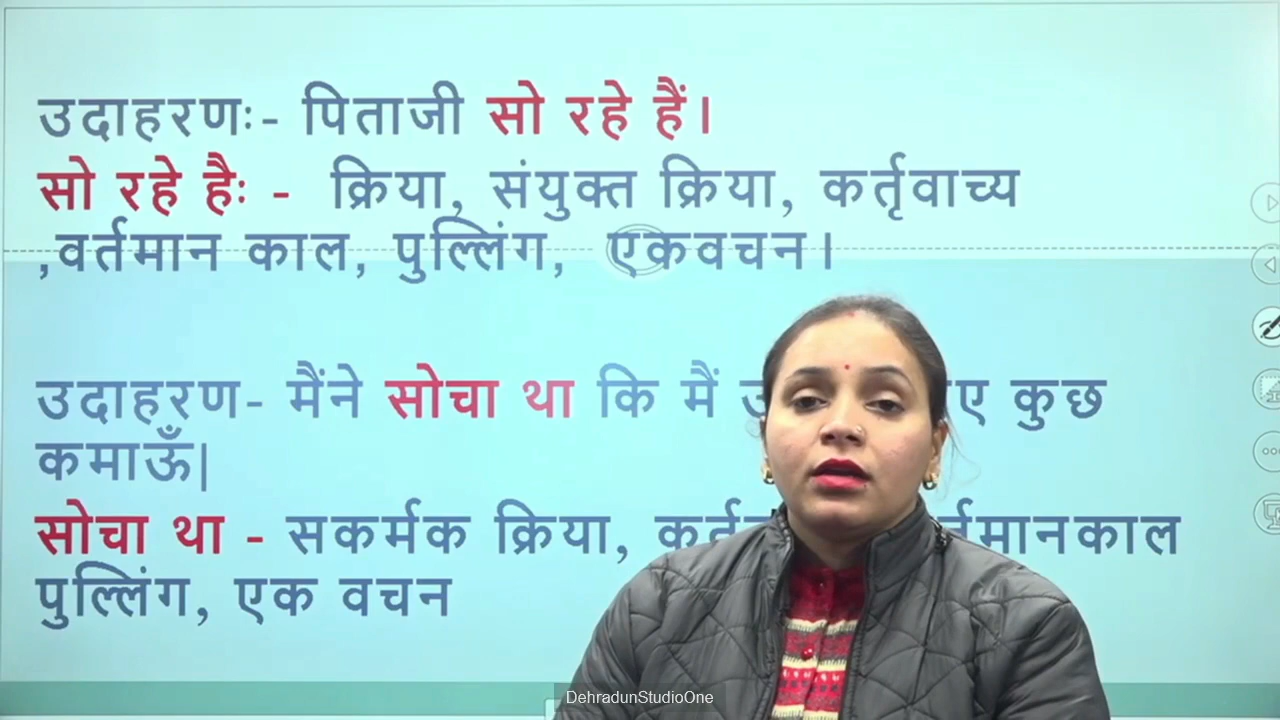 उदाहरणः- पिताजी सो रहे हैं।
सो रहे हैः - क्रिया, संयुक्त क्रिया, कर्तृवाच्य
,वर्तमान काल, पुल्लिंग, एकवचन।
उदाहरण- मैंने सोचा था कि मैं कुछ
कमाऊँ|
सोचा था - सकर्मक क्रिया,
पुल्लिंग, एक वचन
DehradunStudioOne